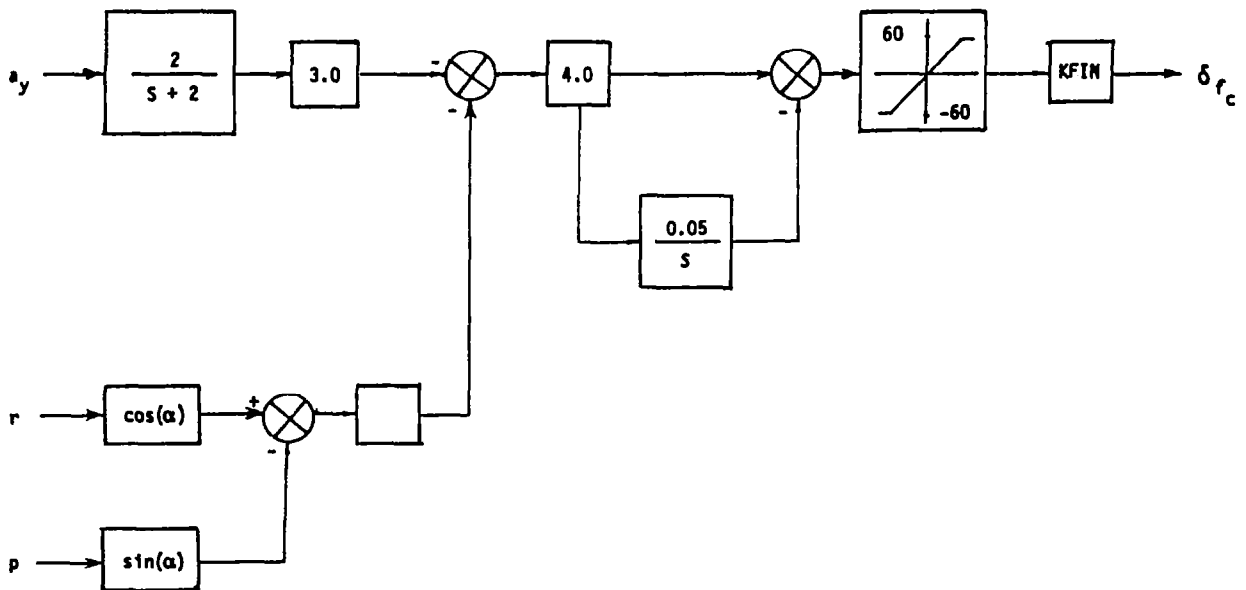 a_y
2
S + 2
3.0
-
-
4.0
-
60
-60
KFIN
δ_f_c
0.05
S
r
cos(α)
+
-
p
sin(α)